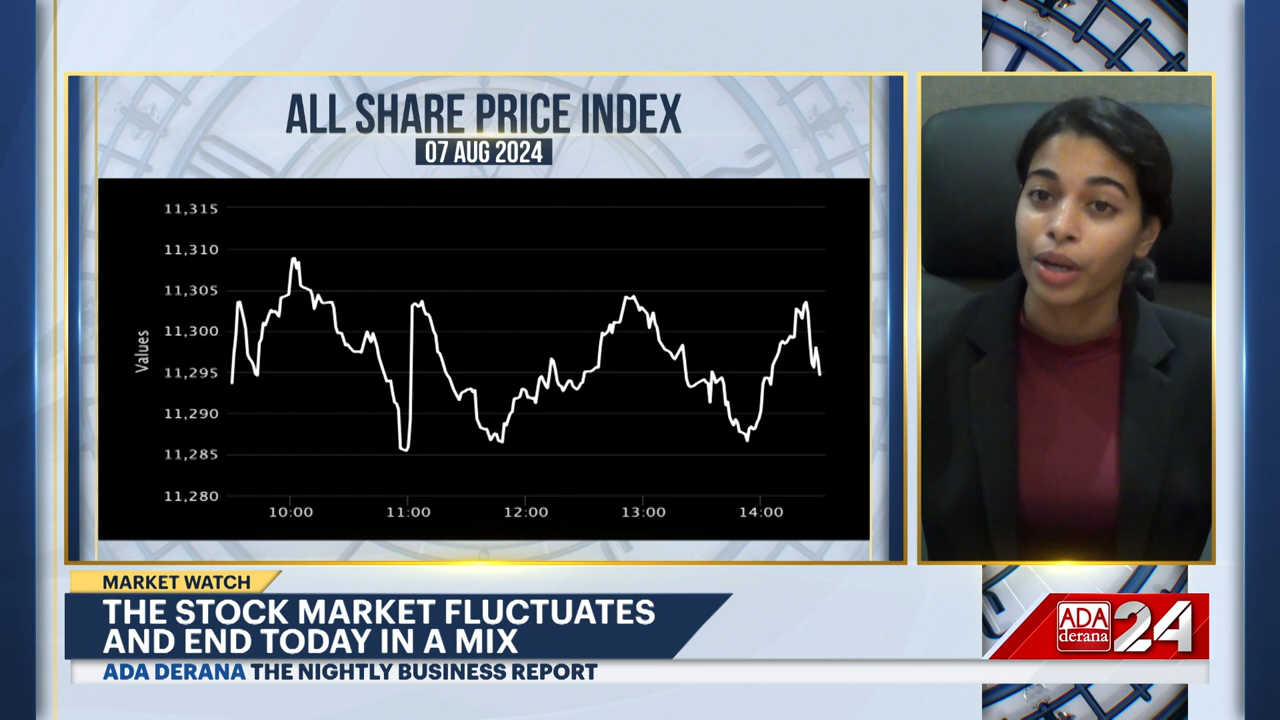 ALL SHARE PRICE INDEX
07 AUG 2024
11,315
11,310
11,305
11,300
11,295
11,290
11,285
11,280
Values
10:00 11:00 12:00 13:00 14:00
MARKET WATCH
THE STOCK MARKET FLUCTUATES
AND END TODAY IN A MIX
ADA DERANA THE NIGHTLY BUSINESS REPORT
ADA
derana
24